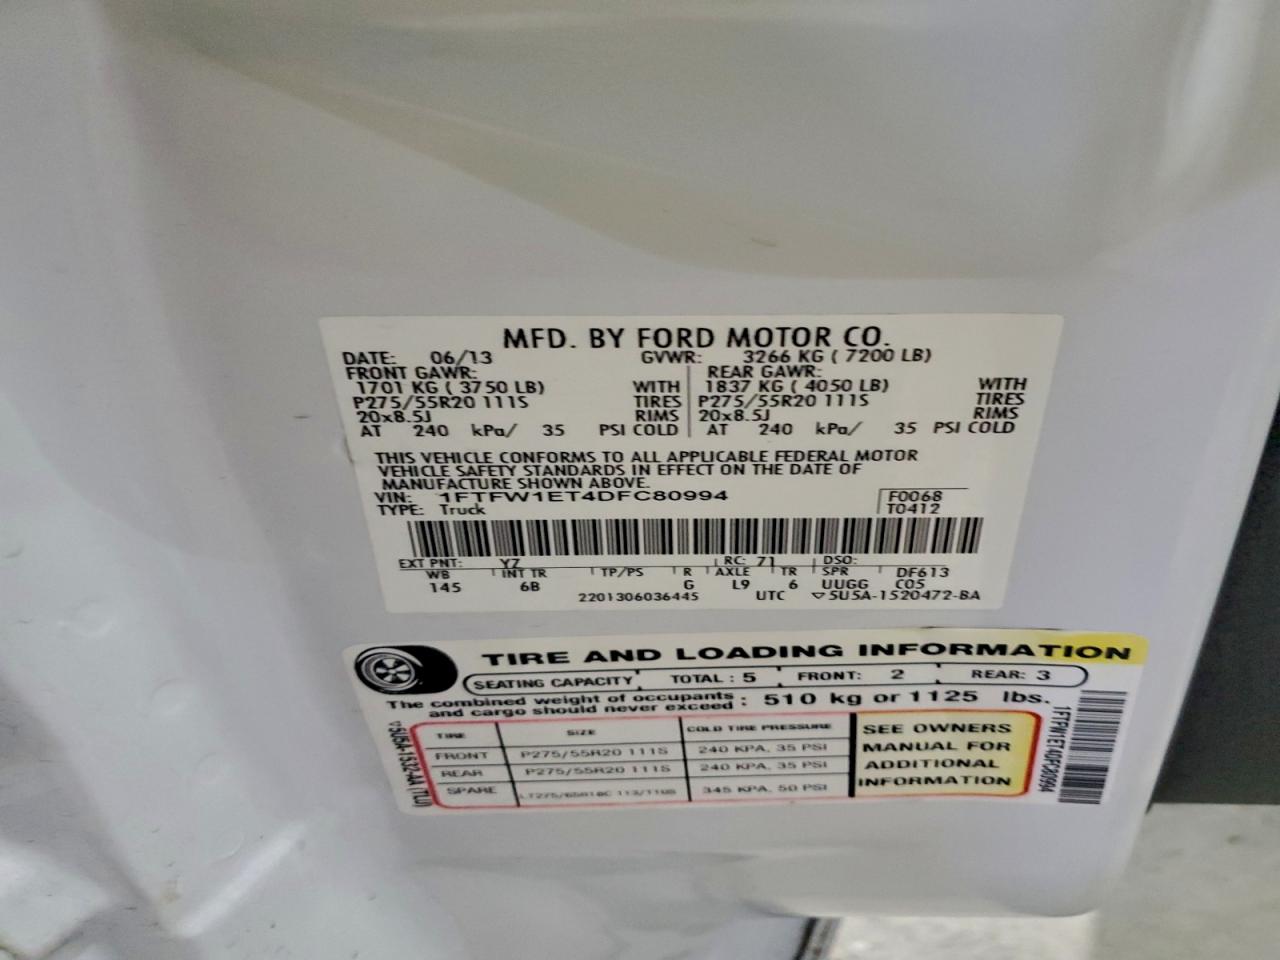 MFD. BY FORD MOTOR CO.
DATE: 06/13 GVWR: 3266 KG ( 7200 LB)
FRONT GAWR: REAR GAWR:
1701 KG ( 3750 LB) WITH 1837 KG ( 4050 LB) WITH
P275/55R20 111S TIRES P275/55R20 111S TIRES
20x8.5J RIMS 20x8.5J RIMS
AT 240 kPa/ 35 PSI COLD AT 240 kPa/ 35 PSI COLD
THIS VEHICLE CONFORMS TO ALL APPLICABLE FEDERAL MOTOR
VEHICLE SAFETY STANDARDS IN EFFECT ON THE DATE OF
MANUFACTURE SHOWN ABOVE.
VIN: 1FTFW1ET4DFC80994 F0068
TYPE: Truck T0412
EXT PNT: YZ RC: 71 DSO:
WB INT TR TP/PS R AXLE TR SPR DF613
145 6B G L9 6 UUGG C05
2201306036445 UTC ▽5U5A-1520472-BA
TIRE AND LOADING INFORMATION
SEATING CAPACITY TOTAL : 5 FRONT: 2 REAR: 3
The combined weight of occupants
and cargo should never exceed : 510 kg or 1125 lbs.
TIRE SIZE COLD TIRE PRESSURE
FRONT P275/55R20 111S 240 KPA, 35 PSI
REAR P275/55R20 111S 240 KPA, 35 PSI
SPARE 345 KPA, 50 PSI
SEE OWNERS
MANUAL FOR
ADDITIONAL
INFORMATION
1FTFW1ET4DFC80994